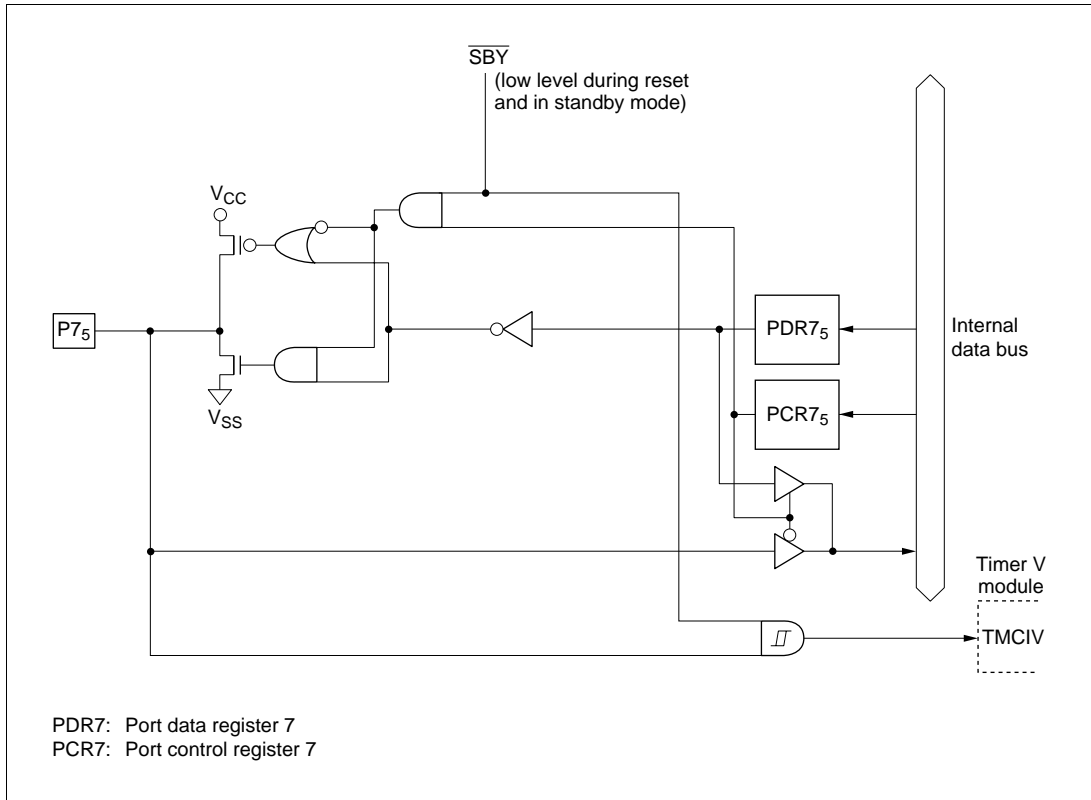 SBY
(low level during reset
and in standby mode)
VCC
P75
VSS
PDR75
PCR75
Internal
data bus
Timer V
module
TMCIV
PDR7: Port data register 7
PCR7: Port control register 7